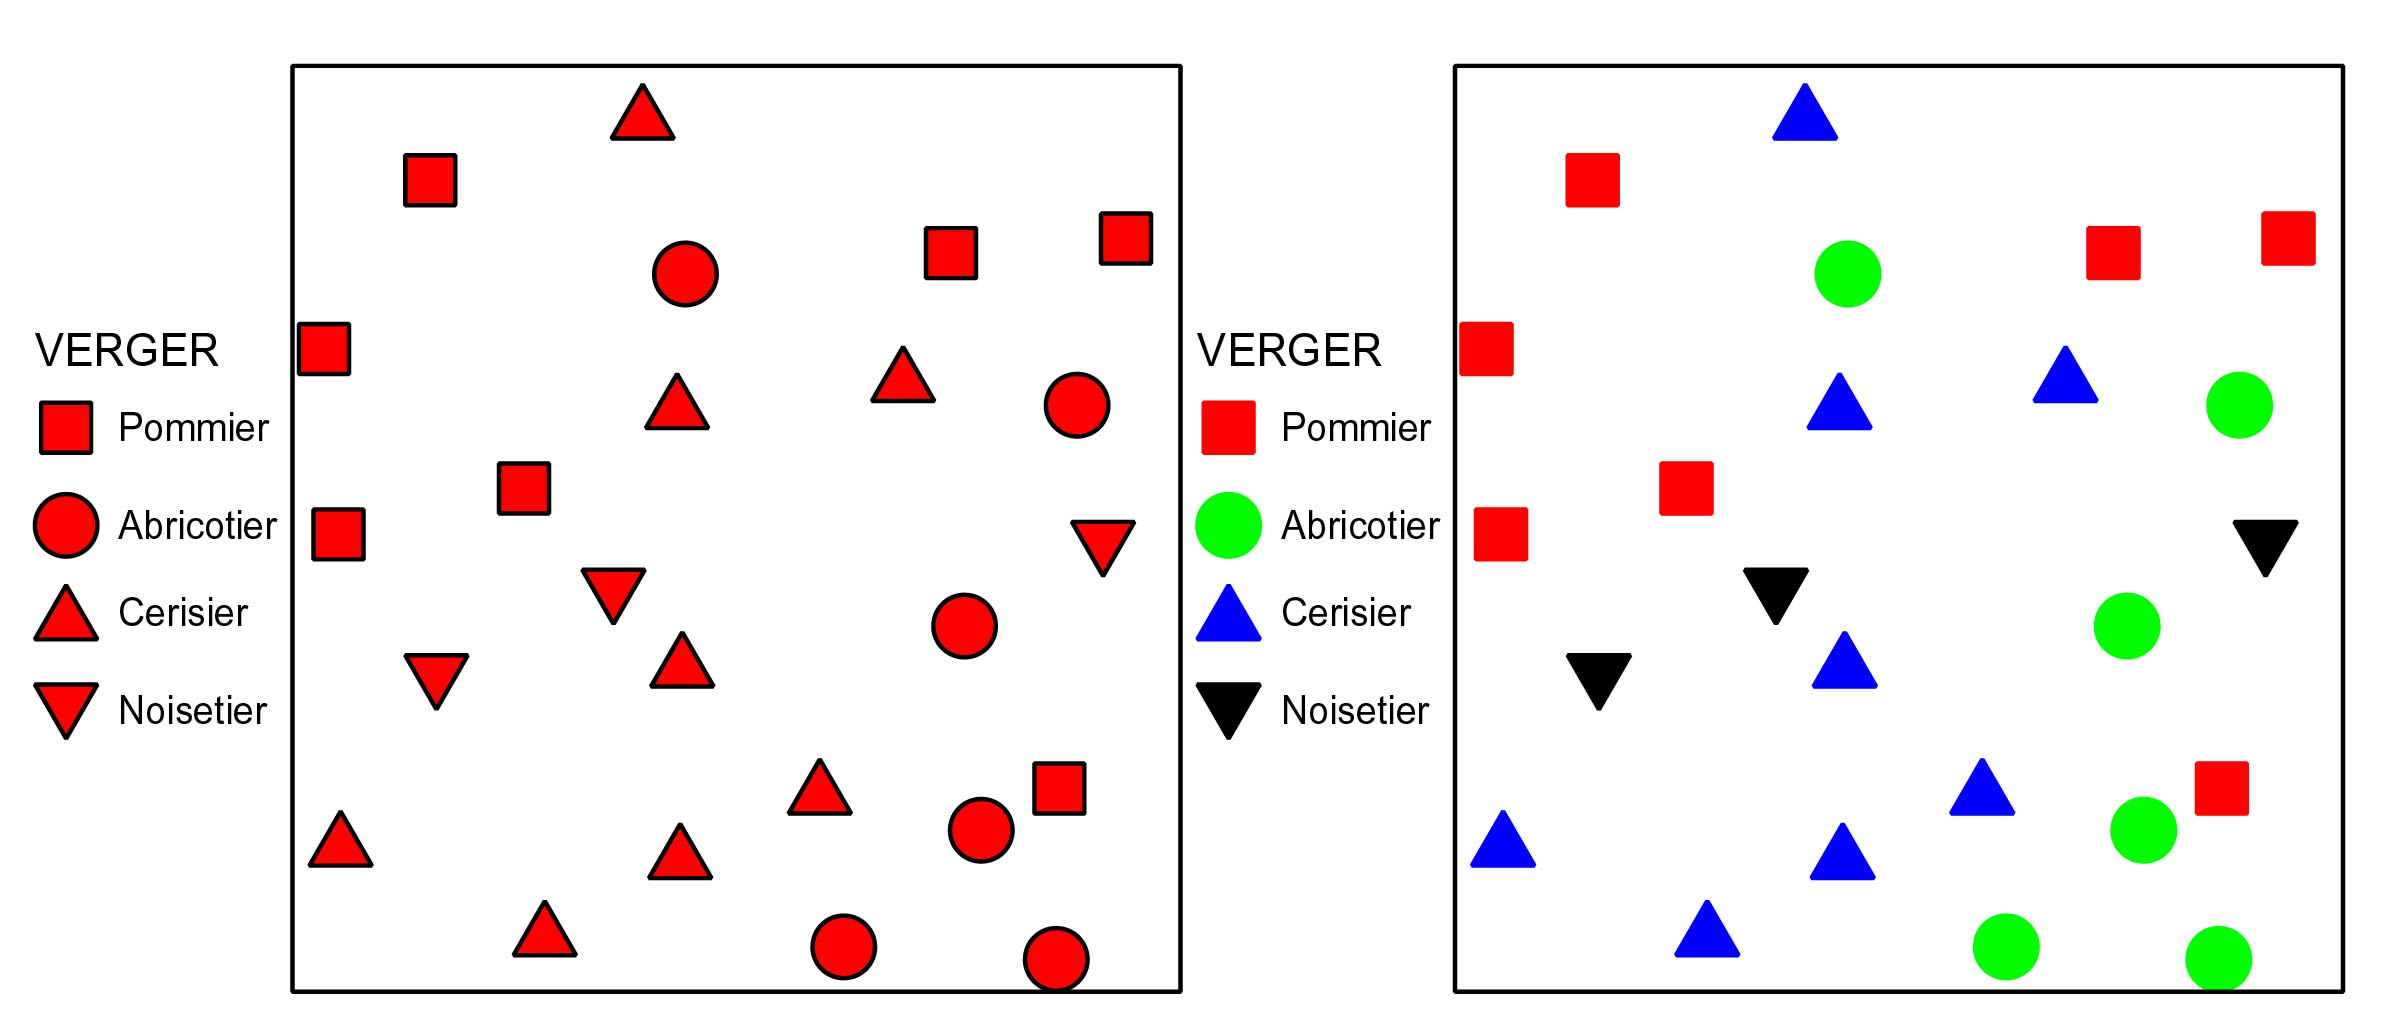 VERGER
Pommier
Abricotier
Cerisier
Noisetier
VERGER
Pommier
Abricotier
Cerisier
Noisetier